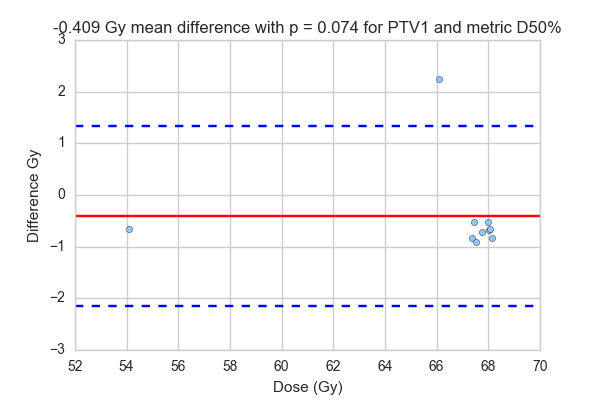 -0.409 Gy mean difference with p = 0.074 for PTV1 and metric D50%
3
2
1
0
−1
−2
−3
Difference Gy
52 54 56 58 60 62 64 66 68 70
Dose (Gy)